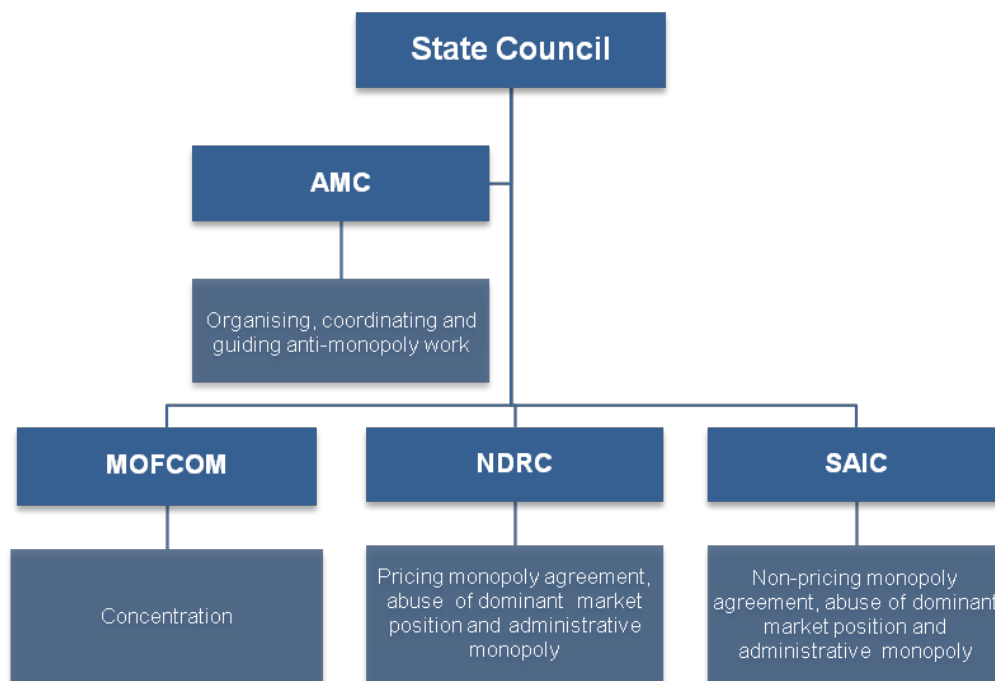 State Council
AMC
Organising, coordinating and
guiding anti-monopoly work
MOFCOM
NDRC
SAIC
Concentration
Pricing monopoly agreement,
abuse of dominant market
position and administrative
monopoly
Non-pricing monopoly
agreement, abuse of dominant
market position and
administrative monopoly